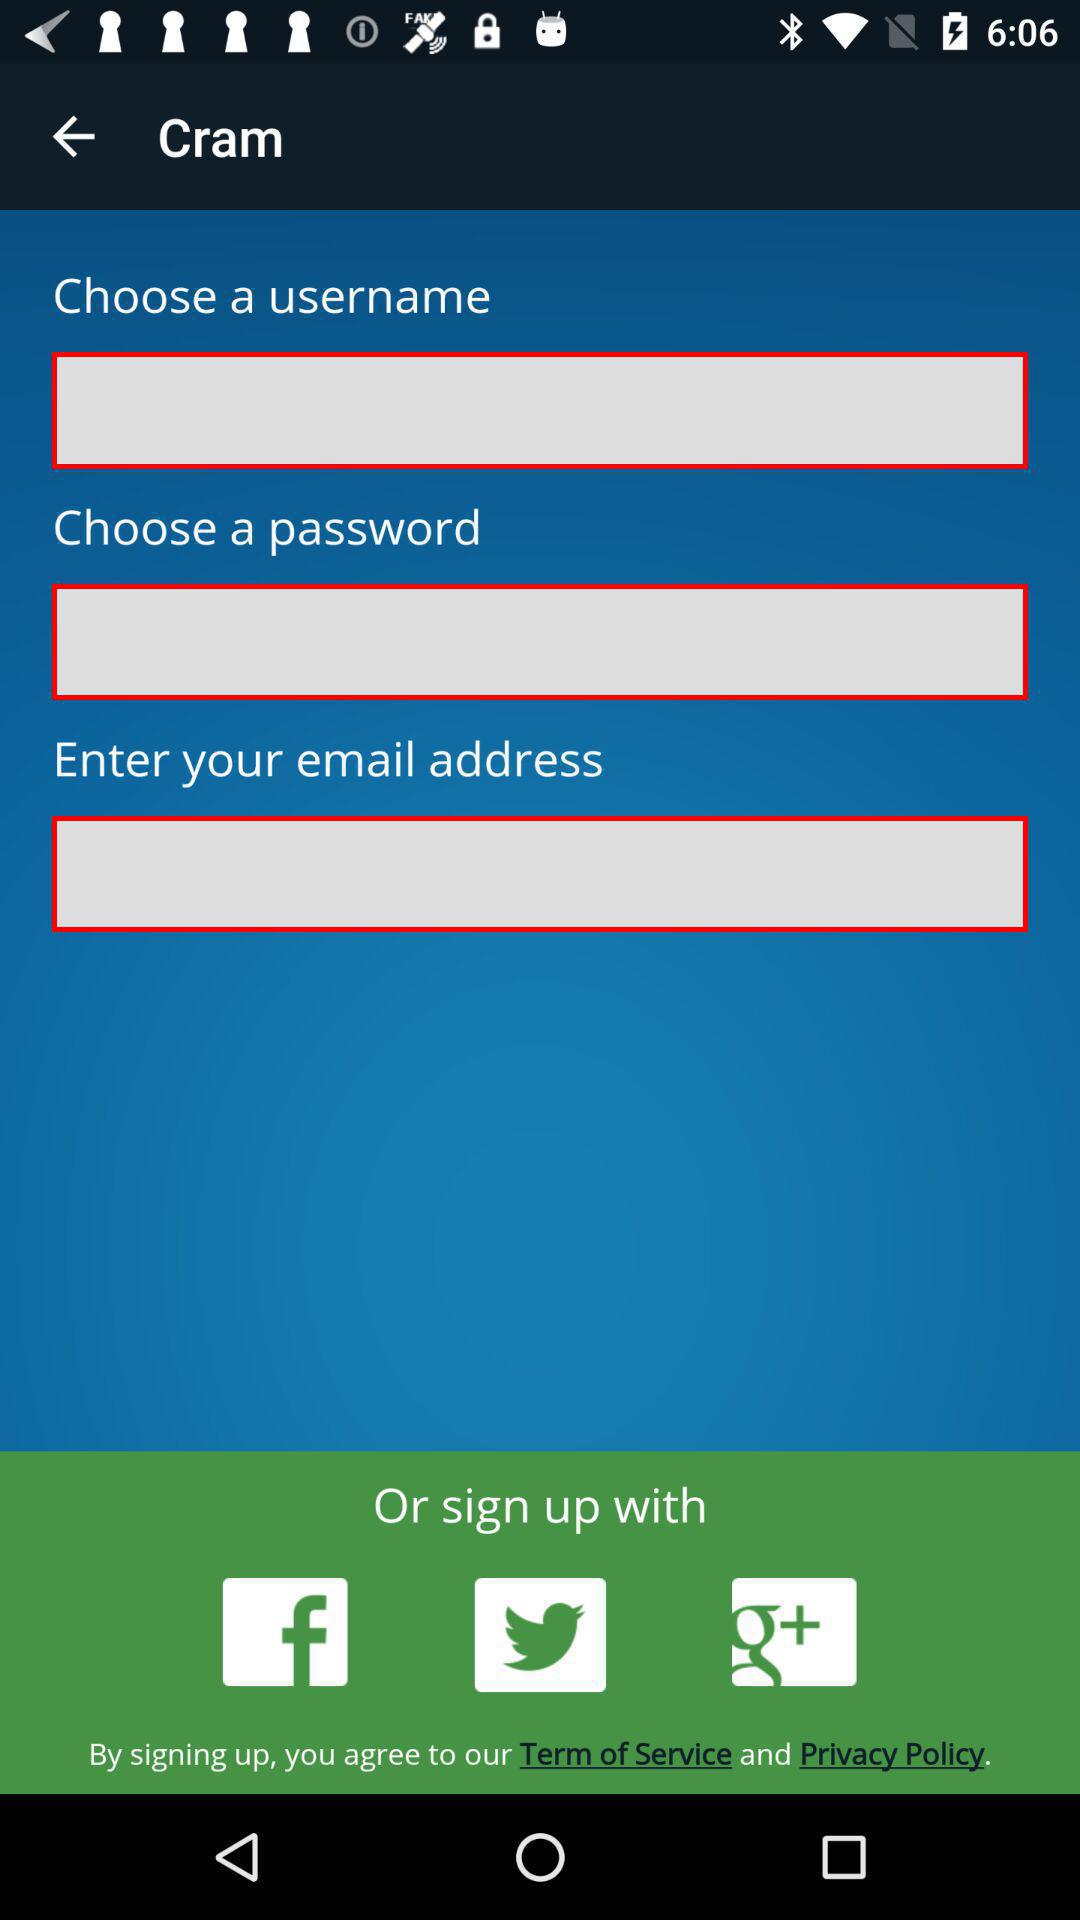 FAKE
6:06
Cram
Choose a username
Choose a password
Enter your email address
Or sign up with
f
g+
By signing up, you agree to our Term of Service and Privacy Policy.